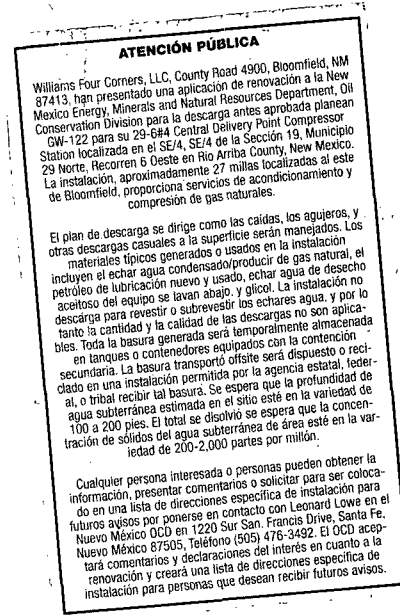 ATENCIÓN PÚBLICA
Williams Four Corners, LLC, County Road 4900, Bloomfield, NM
87413, han presentado una aplicación de renovación a la New
Mexico Energy, Minerals and Natural Resources Department, Oil
Conservation Division para la descarga antes aprobada planean
GW-122 para su 29-6#4 Central Delivery Point Compressor
Station localizada en el SE/4, SE/4 de la Sección 19, Municipio
29 Norte, Recorren 6 Oeste en Rio Arriba County, New Mexico.
La instalación, aproximadamente 27 millas localizadas al este
de Bloomfield, proporciona servicios de acondicionamiento y
compresión de gas naturales.
El plan de descarga se dirige como las caídas, los agujeros, y
otras descargas casuales a la superficie serán manejados. Los
materiales típicos generados o usados en la instalación
incluyen el echar agua condensado/producir de gas natural, el
petróleo de lubricación nuevo y usado, echar agua de desecho
aceitoso del equipo se lavan abajo, y glicol. La instalación no
descarga para revestir o subrevestir los echares agua, y por lo
tanto la cantidad y la calidad de las descargas no son aplica-
bles. Toda la basura generada será temporalmente almacenada
en tanques o contenedores equipados con la contención
secundaria. La basura transportó offsite será dispuesto o reci-
clado en una instalación permitida por la agencia estatal, feder-
al, o tribal recibir tal basura. Se espera que la profundidad de
agua subterránea estimada en el sitio esté en la variedad de
100 a 200 pies. El total se disolvió se espera que la concen-
tración de sólidos del agua subterránea de área esté en la var-
iedad de 200-2,000 partes por millón.
Cualquier persona interesada o personas pueden obtener la
información, presentar comentarios o solicitar para ser coloca-
do en una lista de direcciones específica de instalación para
futuros avisos por ponerse en contacto con Leonard Lowe en el
Nuevo México OCD en 1220 Sur San. Francis Drive, Santa Fe,
Nuevo México 87505, Teléfono (505) 476-3492. El OCD acep-
tará comentarios y declaraciones del interés en cuanto a la
renovación y creará una lista de direcciones específica de
instalación para personas que desean recibir futuros avisos.